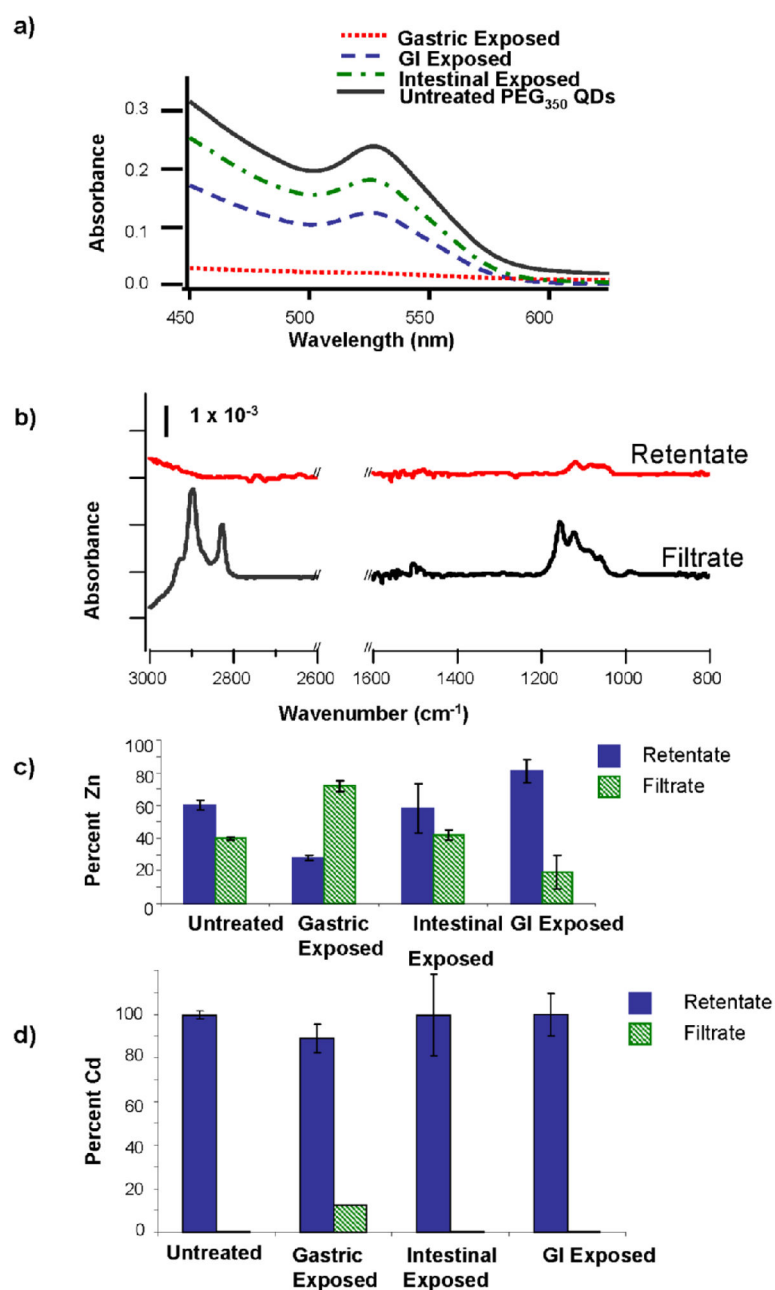 a)
Gastric Exposed
GI Exposed
Intestinal Exposed
Untreated PEG350 QDs
Absorbance
0.3
0.2
0.1
0.0
450
500
550
600
Wavelength (nm)
b)
1 x 10-3
Retentate
Filtrate
Absorbance
//
//
//
//
//
//
3000
2800
2600
1600
1400
1200
1000
800
Wavenumber (cm-1)
c)
Percent Zn
100
80
60
40
20
0
Retentate
Filtrate
Untreated
Gastric
Exposed
Intestinal
Exposed
GI Exposed
d)
Percent Cd
100
80
60
40
20
0
Retentate
Filtrate
Untreated
Gastric
Exposed
Intestinal
Exposed
GI Exposed